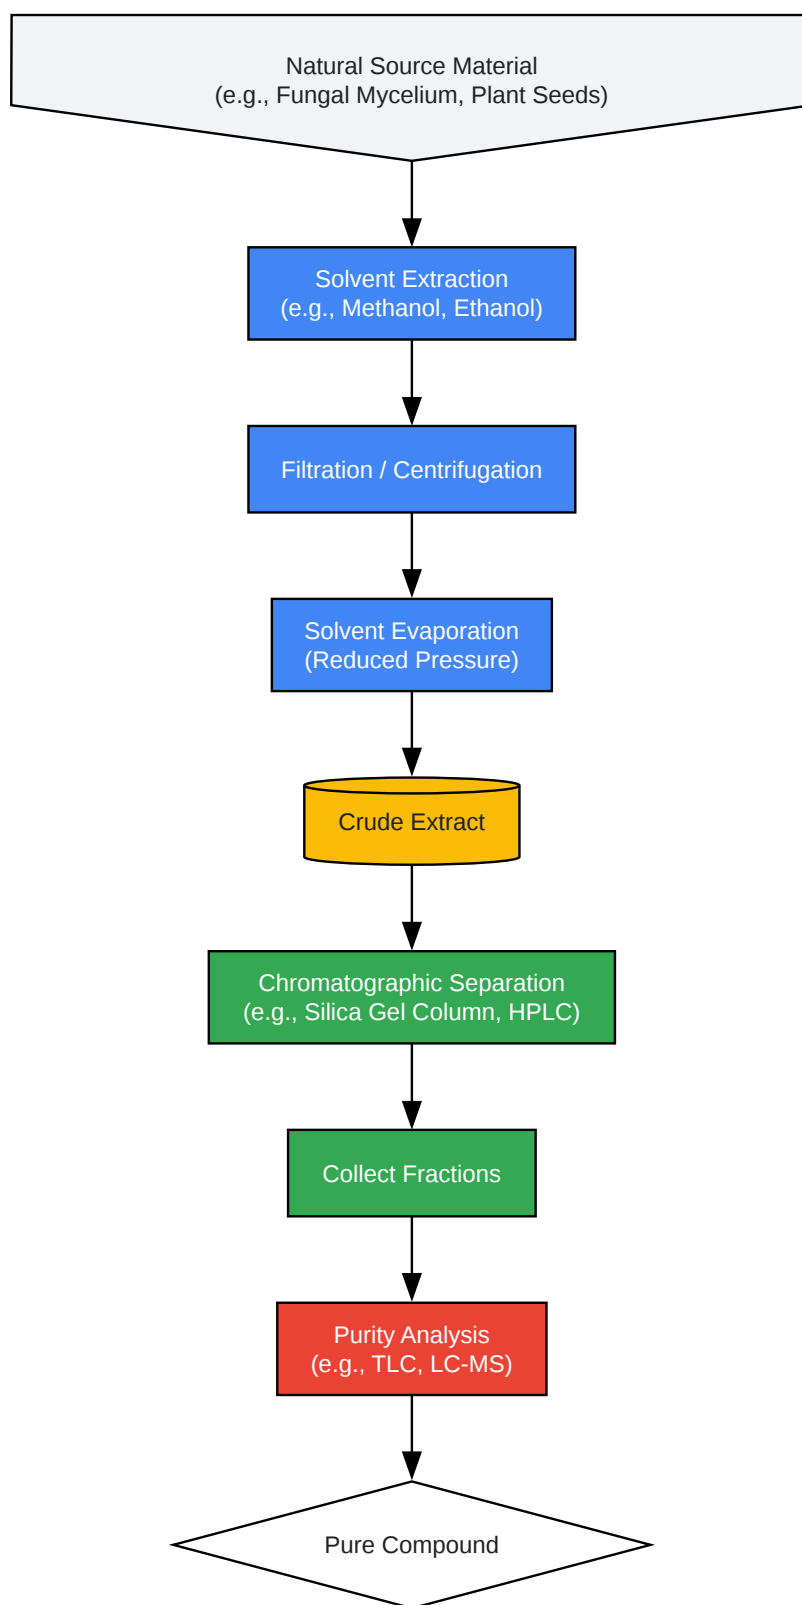 Natural Source Material
(e.g., Fungal Mycelium, Plant Seeds)
Solvent Extraction
(e.g., Methanol, Ethanol)
Filtration / Centrifugation
Solvent Evaporation
(Reduced Pressure)
Crude Extract
Chromatographic Separation
(e.g., Silica Gel Column, HPLC)
Collect Fractions
Purity Analysis
(e.g., TLC, LC-MS)
Pure Compound